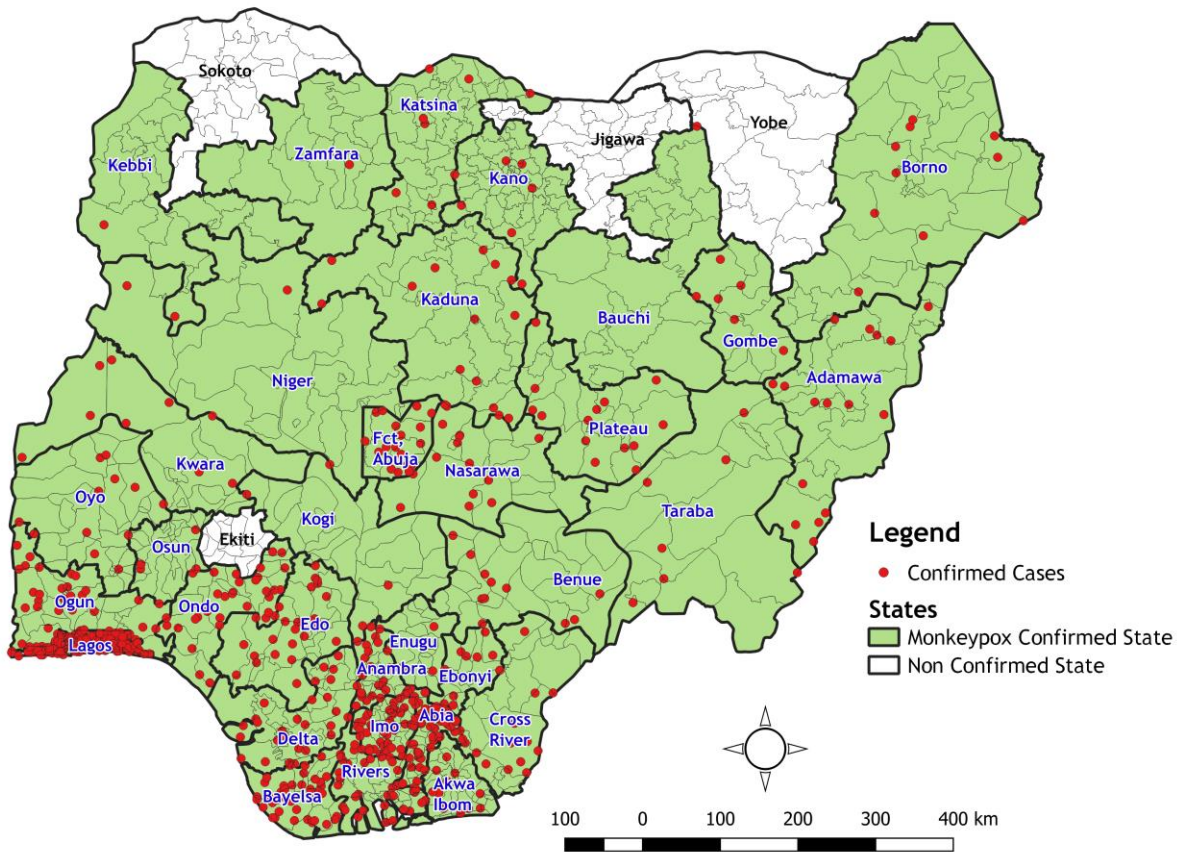 Sokoto
Katsina
Yobe
Jigawa
Zamfara
Kebbi
Kano
Borno
Kaduna
Bauchi
Gombe
Niger
Adamawa
Plateau
Fct,
Abuja
Kwara
Nasarawa
Oyo
Taraba
Kogi
Osun
Ekiti
Benue
Ogun
Ondo
Edo
Lagos
Enugu
Anambra
Ebonyi
Abia
Cross
River
Imo
Delta
Rivers
Bayelsa
Akwa
Ibom
Legend
Confirmed Cases
States
Monkeypox Confirmed State
Non Confirmed State
100 0 100 200 300 400 km